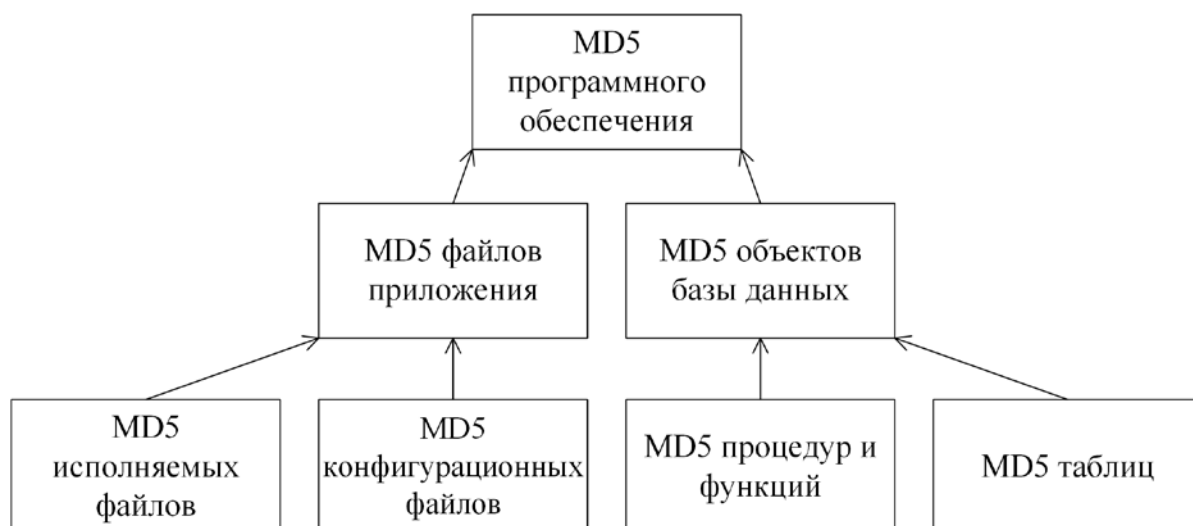 MD5
программного
обеспечения
MD5 файлов
приложения
MD5 объектов
базы данных
MD5
исполняемых
файлов
MD5
конфигурационных
файлов
MD5 процедур и
функций
MD5 таблиц